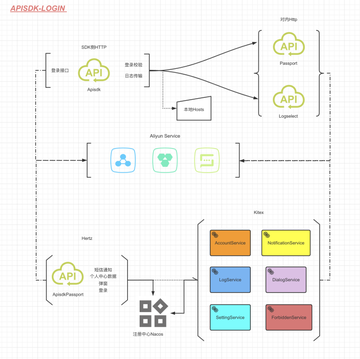 APISDK-LOGIN
SDK侧HTTP
对内Http
登录接口
API
登录校验
日志传输
Apisdk
API
Passport
本地Hosts
API
Logselect
Aliyun Service
Hertz
Kitex
API
短信通知
个人中心数据
弹窗
登录
ApisdkPassport
注册中心Nacos
AccountService
NotificationService
LogService
DialogService
SettingService
ForbiddenService